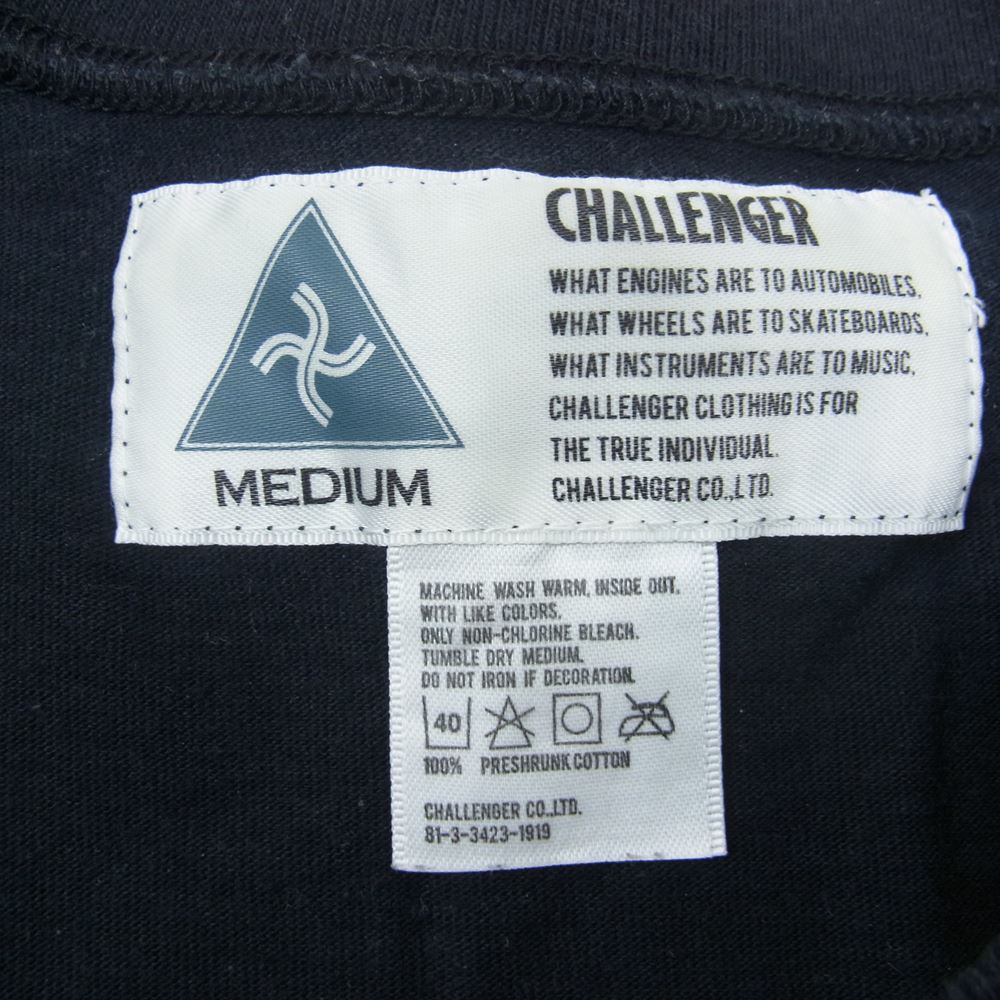 CHALLENGER
WHAT ENGINES ARE TO AUTOMOBILES,
WHAT WHEELS ARE TO SKATEBOARDS,
WHAT INSTRUMENTS ARE TO MUSIC,
CHALLENGER CLOTHING IS FOR
THE TRUE INDIVIDUAL.
CHALLENGER CO.,LTD.
MEDIUM
MACHINE WASH WARM, INSIDE OUT,
WITH LIKE COLORS.
ONLY NON-CHLORINE BLEACH.
TUMBLE DRY MEDIUM.
DO NOT IRON IF DECORATION.
40
100% PRESHRUNK COTTON
CHALLENGER CO.,LTD.
81-3-3423-1919